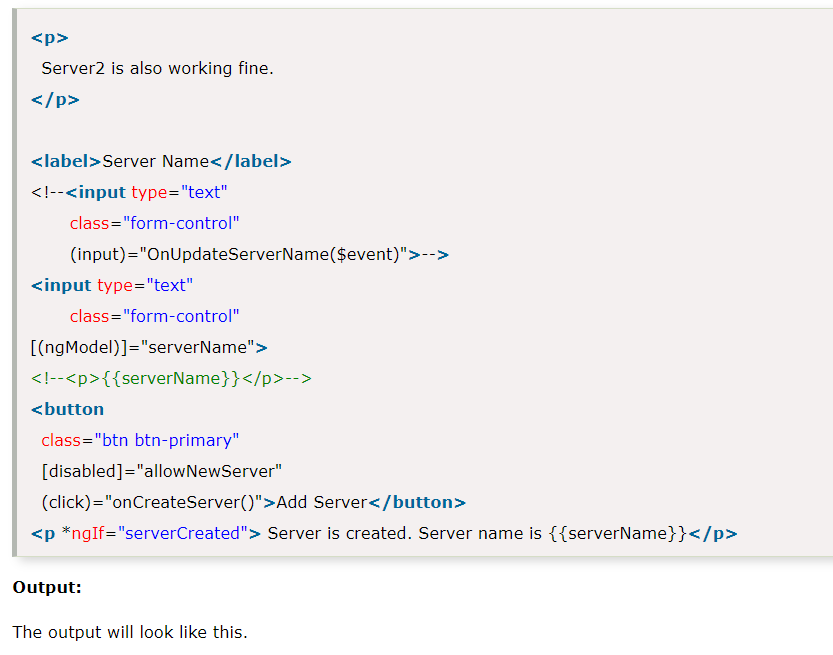 <p>
Server2 is also working fine.
</p>
<label>Server Name</label>
<!--<input type="text"
class="form-control"
(input)="OnUpdateServerName($event)">-->
<input type="text"
class="form-control"
[(ngModel)]="serverName">
<!--<p>{{serverName}}</p>-->
<button
class="btn btn-primary"
[disabled]="allowNewServer"
(click)="onCreateServer()">Add Server</button>
<p *ngIf="serverCreated"> Server is created. Server name is {{serverName}}</p>
Output:
The output will look like this.